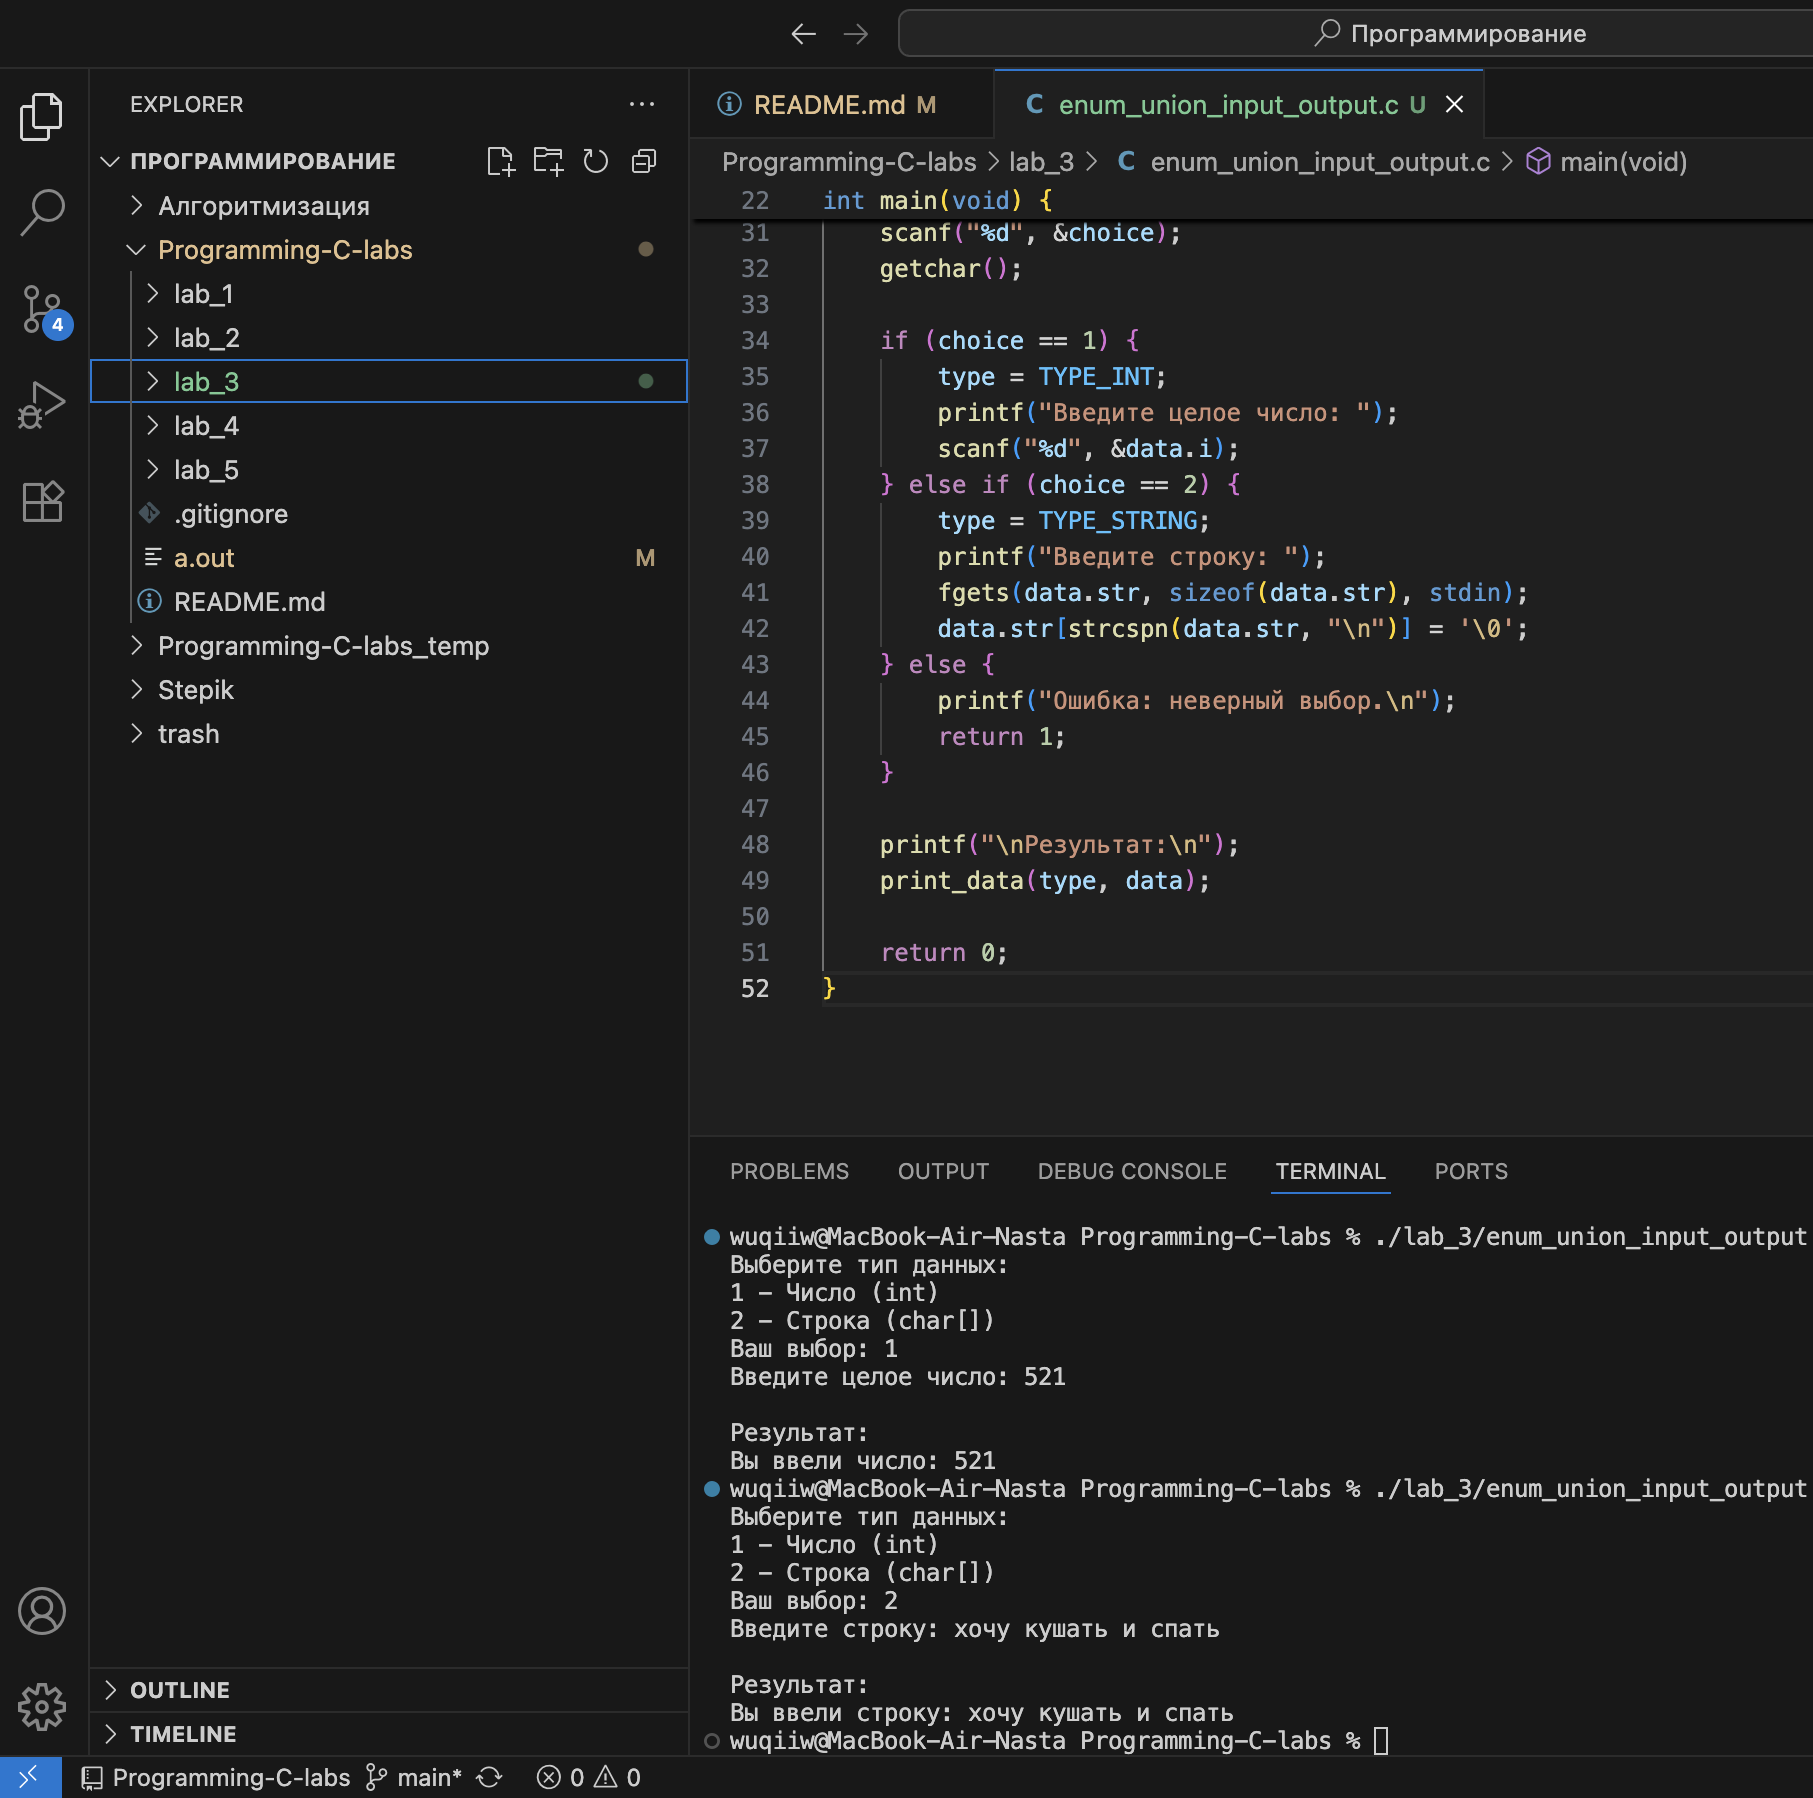 Программирование
EXPLORER
ПРОГРАММИРОВАНИЕ
Алгоритмизация
Programming-C-labs
lab_1
lab_2
lab_3
lab_4
lab_5
.gitignore
a.out M
README.md
Programming-C-labs_temp
Stepik
trash
4
OUTLINE
TIMELINE
README.md M
C enum_union_input_output.c U
Programming-C-labs > lab_3 > C enum_union_input_output.c > main(void)
22 int main(void) {
31 scanf("%d", &choice);
32 getchar();
33
34 if (choice == 1) {
35 type = TYPE_INT;
36 printf("Введите целое число: ");
37 scanf("%d", &data.i);
38 } else if (choice == 2) {
39 type = TYPE_STRING;
40 printf("Введите строку: ");
41 fgets(data.str, sizeof(data.str), stdin);
42 data.str[strcspn(data.str, "\n")] = '\0';
43 } else {
44 printf("Ошибка: неверный выбор.\n");
45 return 1;
46 }
47
48 printf("\nРезультат:\n");
49 print_data(type, data);
50
51 return 0;
52 }
PROBLEMS OUTPUT DEBUG CONSOLE TERMINAL PORTS
wuqiiw@MacBook-Air-Nasta Programming-C-labs % ./lab_3/enum_union_input_output
Выберите тип данных:
1 - Число (int)
2 - Строка (char[])
Ваш выбор: 1
Введите целое число: 521
Результат:
Вы ввели число: 521
wuqiiw@MacBook-Air-Nasta Programming-C-labs % ./lab_3/enum_union_input_output
Выберите тип данных:
1 - Число (int)
2 - Строка (char[])
Ваш выбор: 2
Введите строку: хочу кушать и спать
Результат:
Вы ввели строку: хочу кушать и спать
wuqiiw@MacBook-Air-Nasta Programming-C-labs %
Programming-C-labs main* 0 0